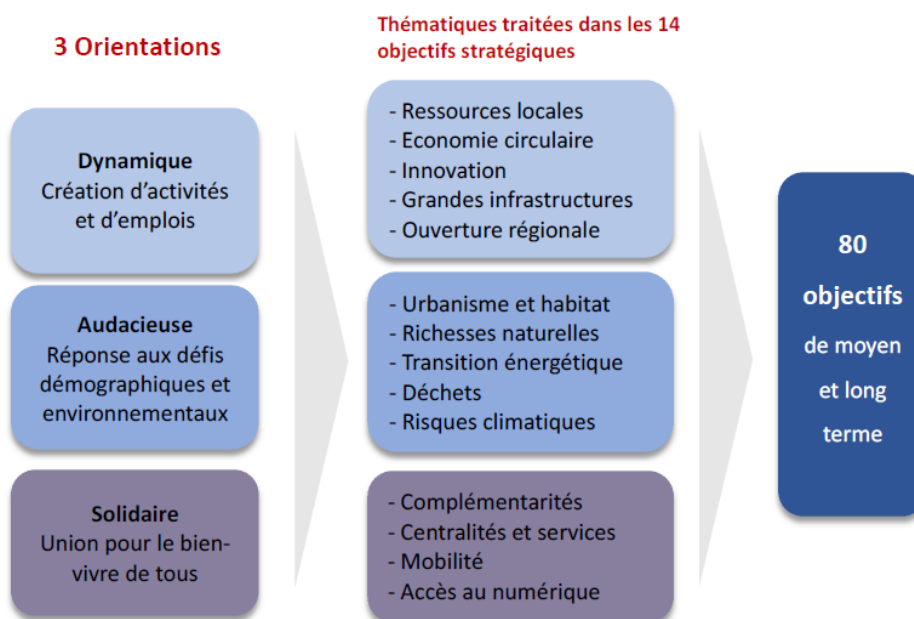 3 Orientations
Thématiques traitées dans les 14
objectifs stratégiques
Dynamique
Création d'activités
et d'emplois
- Ressources locales
- Economie circulaire
- Innovation
- Grandes infrastructures
- Ouverture régionale
Audacieuse
Réponse aux défis
démographiques et
environnementaux
- Urbanisme et habitat
- Richesses naturelles
- Transition énergétique
- Déchets
- Risques climatiques
Solidaire
Union pour le bien-
vivre de tous
- Complémentarités
- Centralités et services
- Mobilité
- Accès au numérique
80
objectifs
de moyen
et long
terme